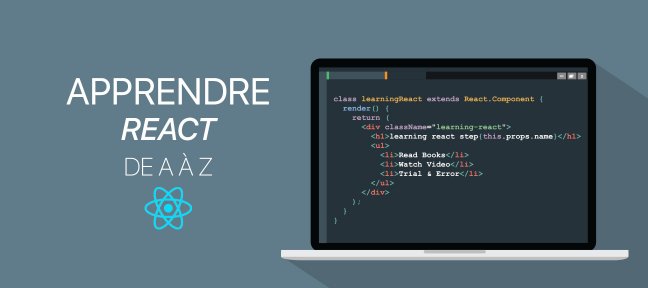 APPRENDRE
REACT
DE A À Z
class learningReact extends React.Component {
render() {
return (
<div className="learning-react">
<h1>learning react step{this.props.name}</h1>
<ul>
<li>Read Books</li>
<li>Watch Video</li>
<li>Trial & Error</li>
</ul>
</div>
);
}
}